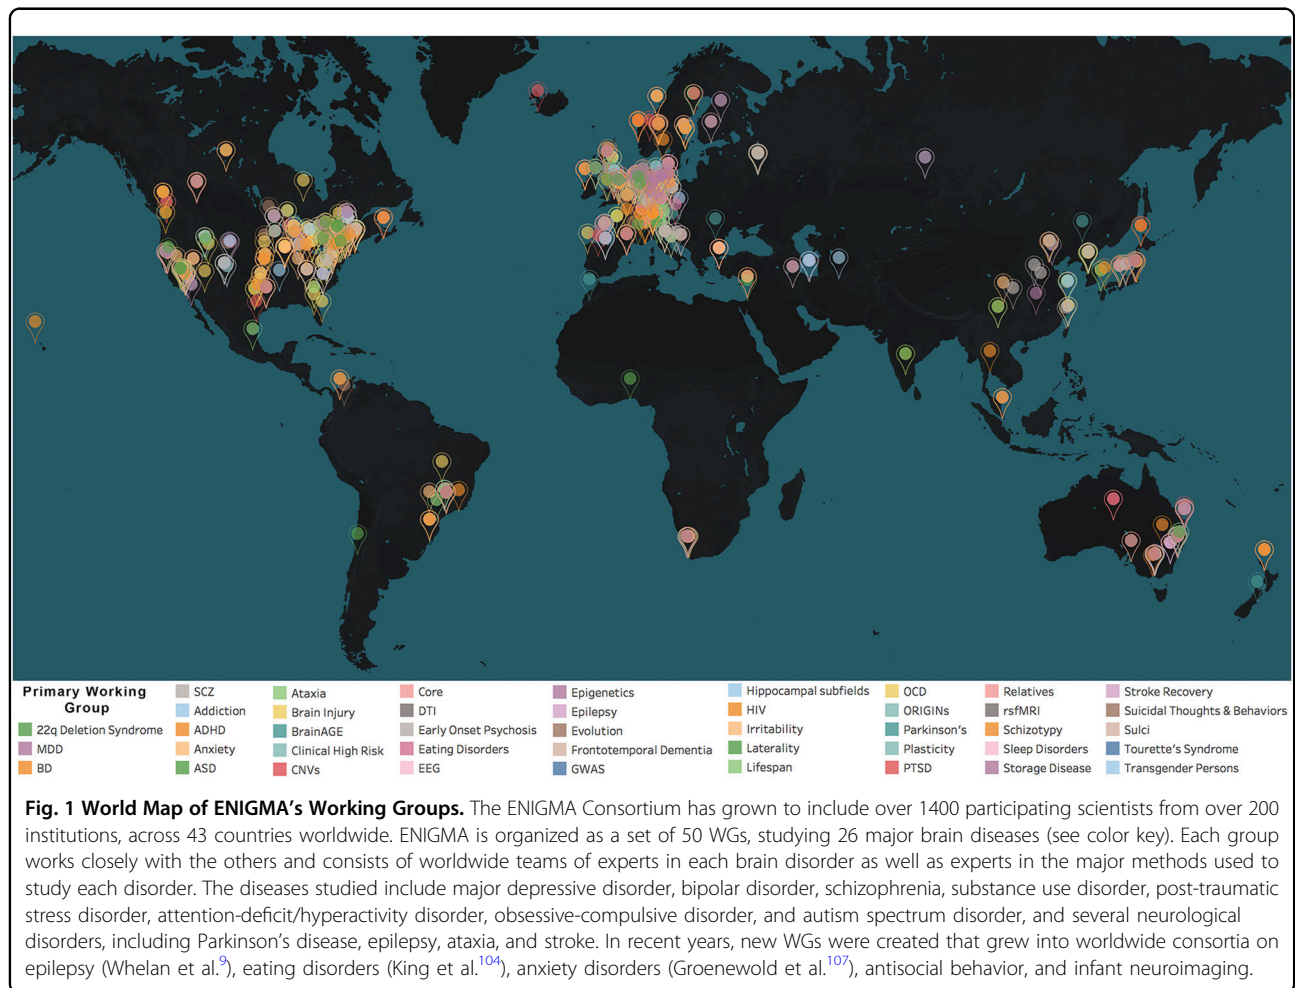 Primary Working
Group
22q Deletion Syndrome
MDD
BD
SCZ
Addiction
ADHD
Anxiety
ASD
Ataxia
Brain Injury
BrainAGE
Clinical High Risk
CNVs
Core
DTI
Early Onset Psychosis
Eating Disorders
EEG
Epigenetics
Epilepsy
Evolution
Frontotemporal Dementia
GWAS
Hippocampal subfields
HIV
Irritability
Laterality
Lifespan
OCD
ORIGINs
Parkinson's
Plasticity
PTSD
Relatives
rsfMRI
Schizotypy
Sleep Disorders
Storage Disease
Stroke Recovery
Suicidal Thoughts & Behaviors
Sulci
Tourette's Syndrome
Transgender Persons
Fig. 1 World Map of ENIGMA's Working Groups. The ENIGMA Consortium has grown to include over 1400 participating scientists from over 200
institutions, across 43 countries worldwide. ENIGMA is organized as a set of 50 WGs, studying 26 major brain diseases (see color key). Each group
works closely with the others and consists of worldwide teams of experts in each brain disorder as well as experts in the major methods used to
study each disorder. The diseases studied include major depressive disorder, bipolar disorder, schizophrenia, substance use disorder, post-traumatic
stress disorder, attention-deficit/hyperactivity disorder, obsessive-compulsive disorder, and autism spectrum disorder, and several neurological
disorders, including Parkinson's disease, epilepsy, ataxia, and stroke. In recent years, new WGs were created that grew into worldwide consortia on
epilepsy (Whelan et al.9), eating disorders (King et al.104), anxiety disorders (Groenewold et al.107), antisocial behavior, and infant neuroimaging.